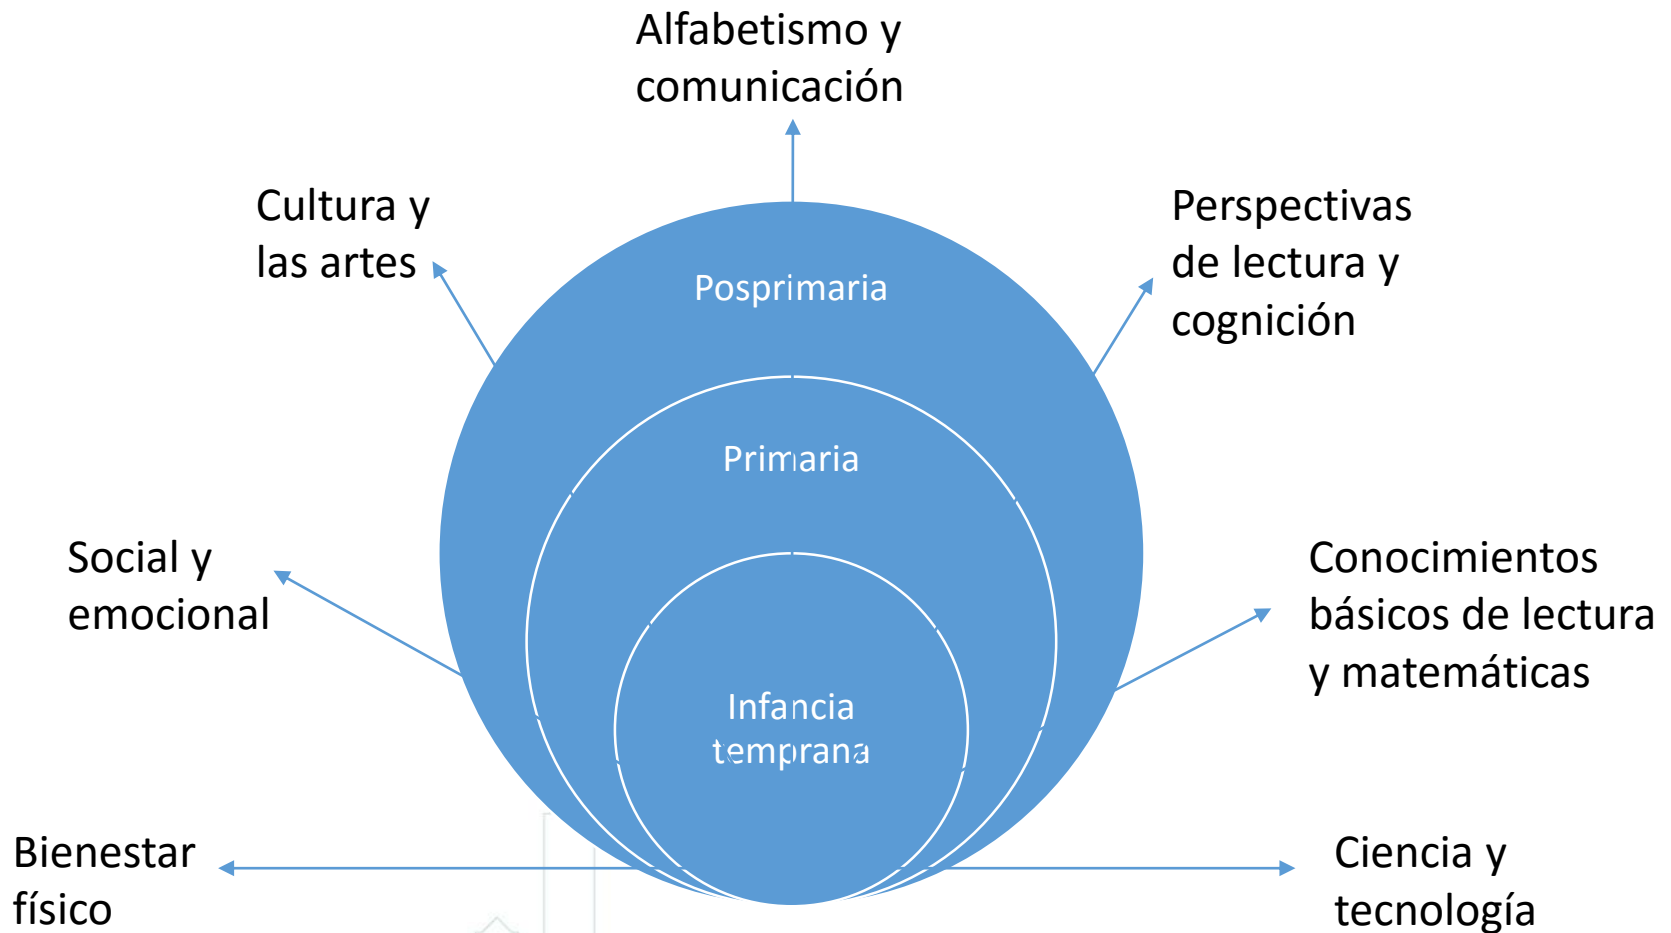 Alfabetismo y
comunicación
Cultura y
las artes
Perspectivas
de lectura y
cognición
Posprimaria
Primaria
Social y
emocional
Conocimientos
básicos de lectura
y matemáticas
Infancia
temprana
Bienestar
físico
Ciencia y
tecnología